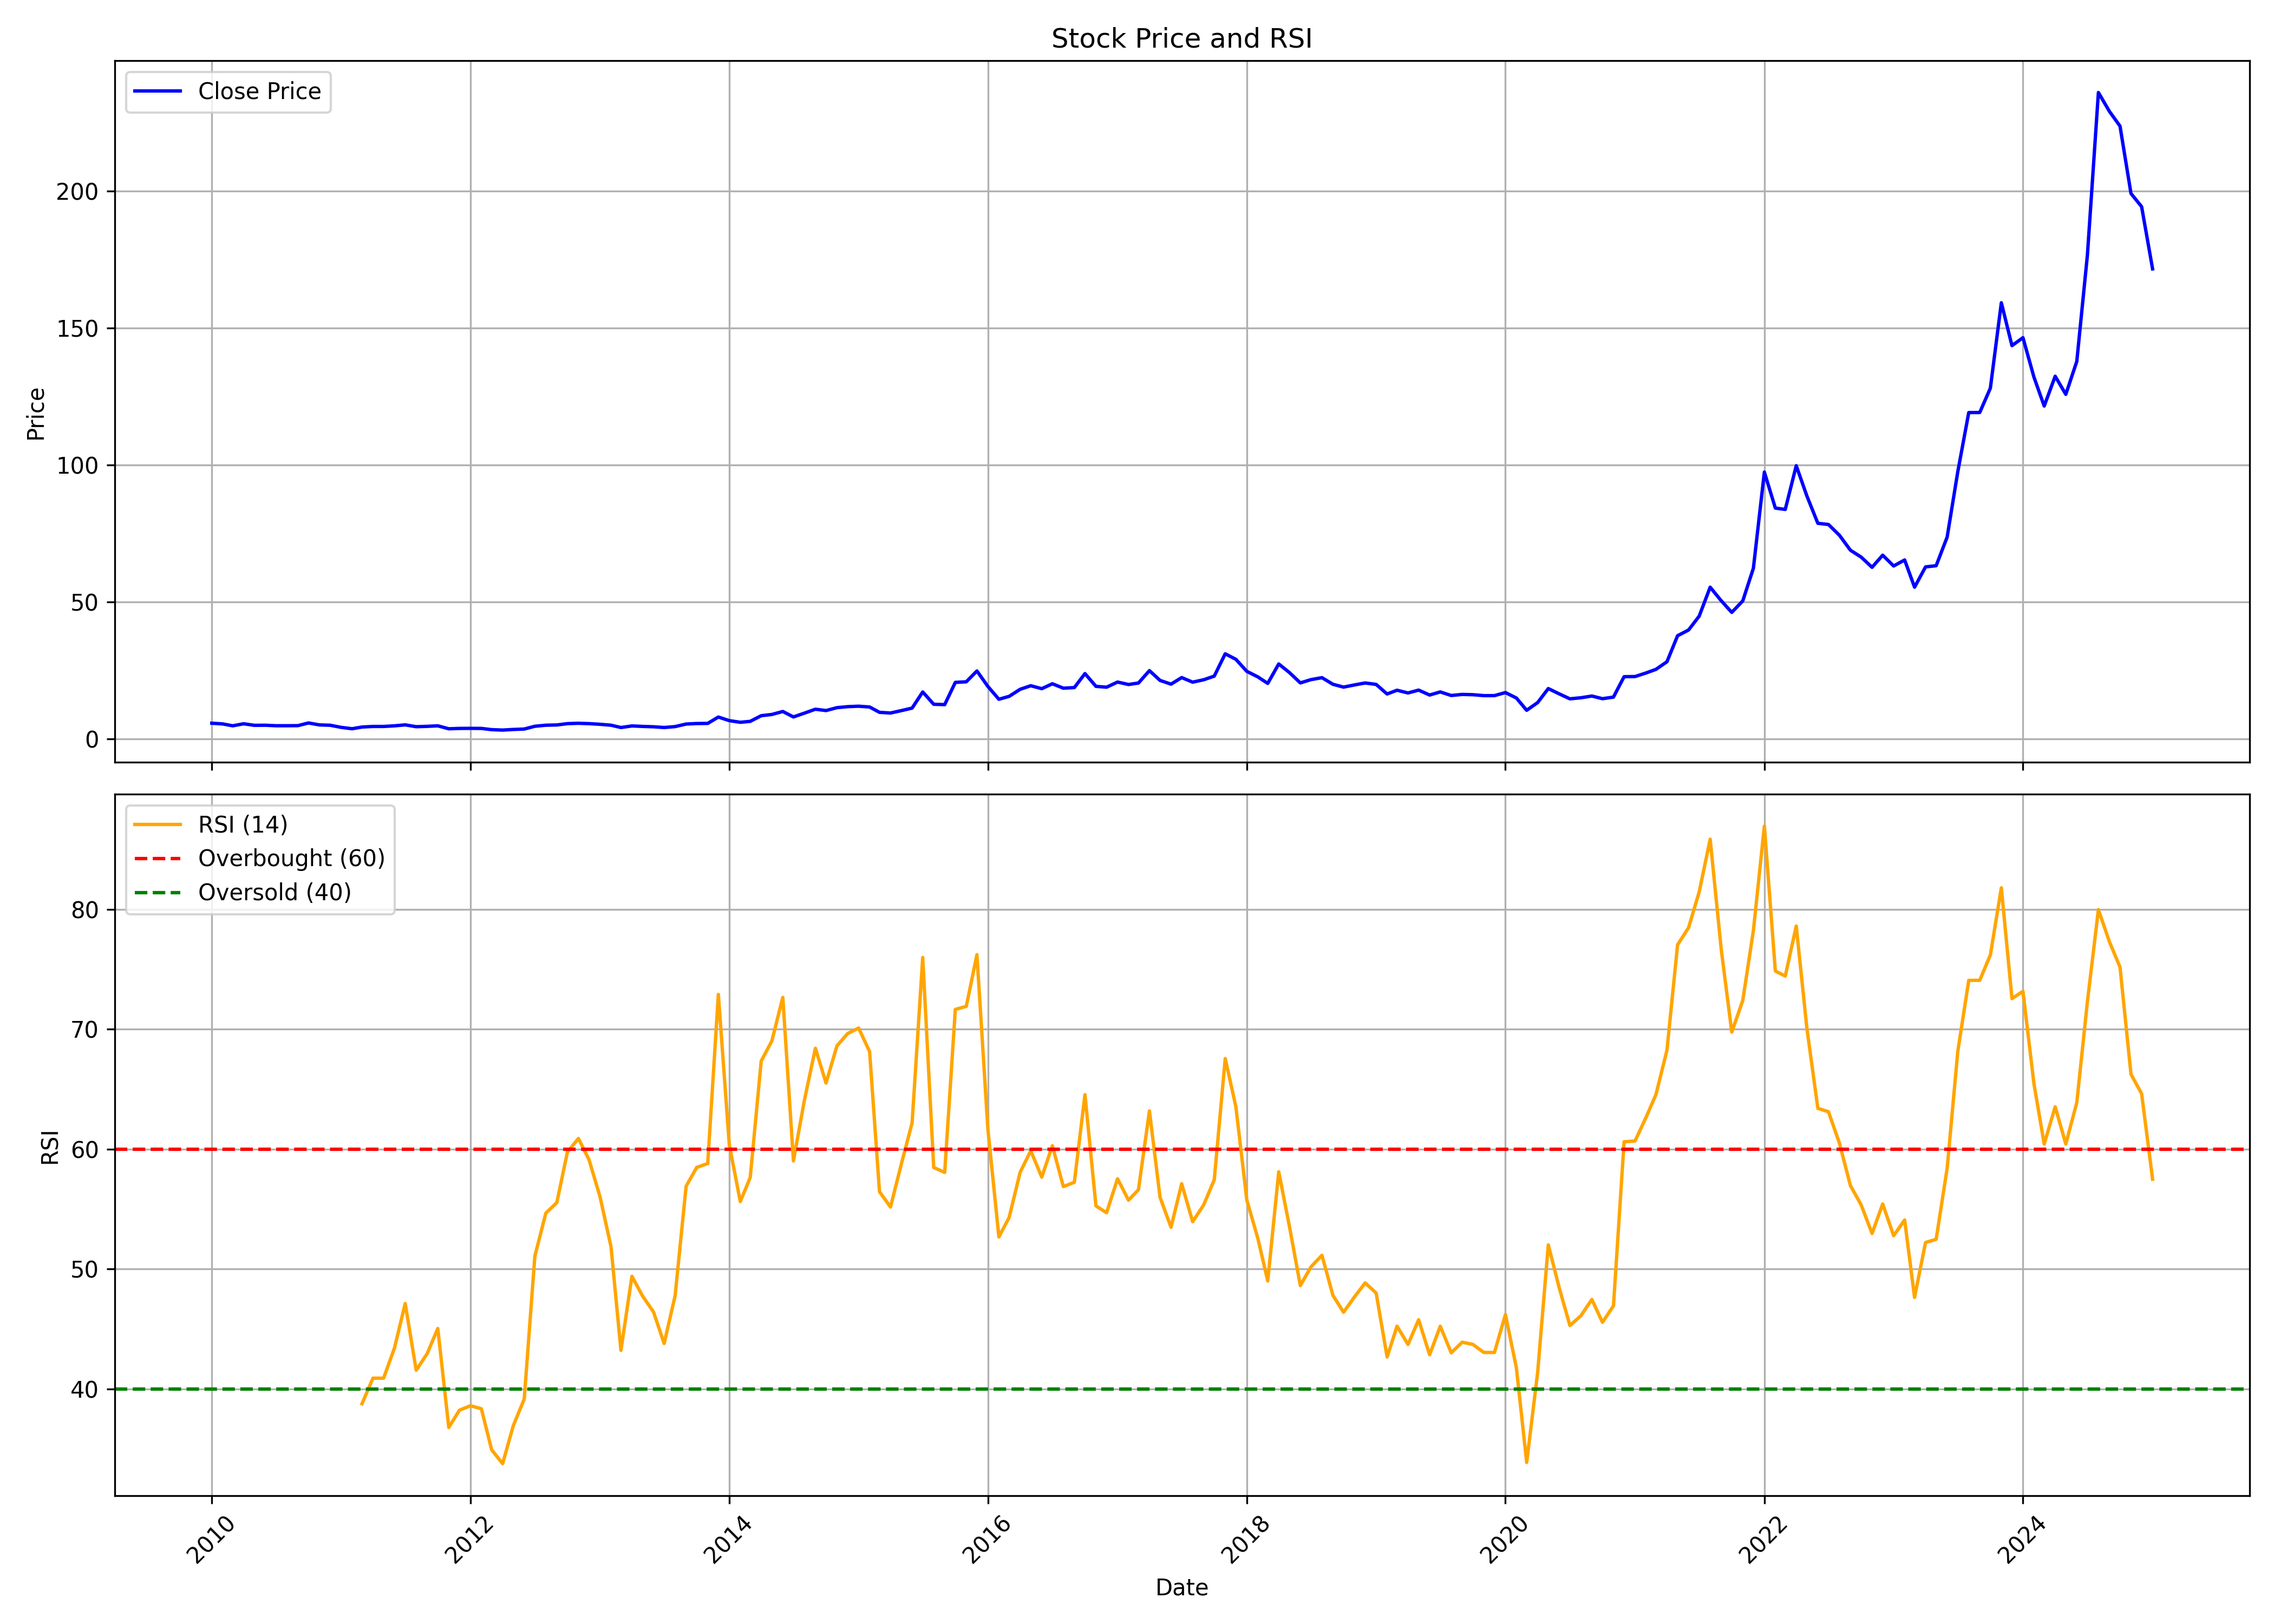 Stock Price and RSI
Close Price
Price
200
150
100
50
0
RSI (14)
Overbought (60)
Oversold (40)
RSI
80
70
60
50
40
2010
2012
2014
2016
2018
2020
2022
2024
Date